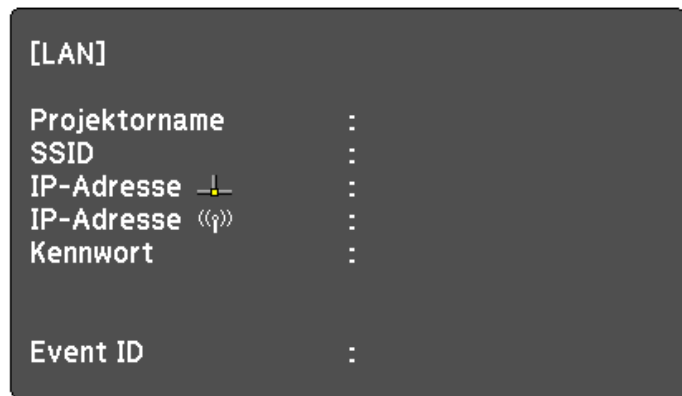 [LAN]
Projektorname :
SSID :
IP-Adresse :
IP-Adresse :
Kennwort :
Event ID :